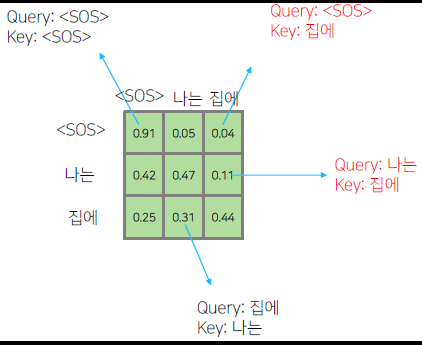 Query: <SOS>
Key: <SOS>
Query: <SOS>
Key: 집에
<SOS> 나는 집에
<SOS> 0.91 0.05 0.04
나는 0.42 0.47 0.11
집에 0.25 0.31 0.44
Query: 나는
Key: 집에
Query: 집에
Key: 나는